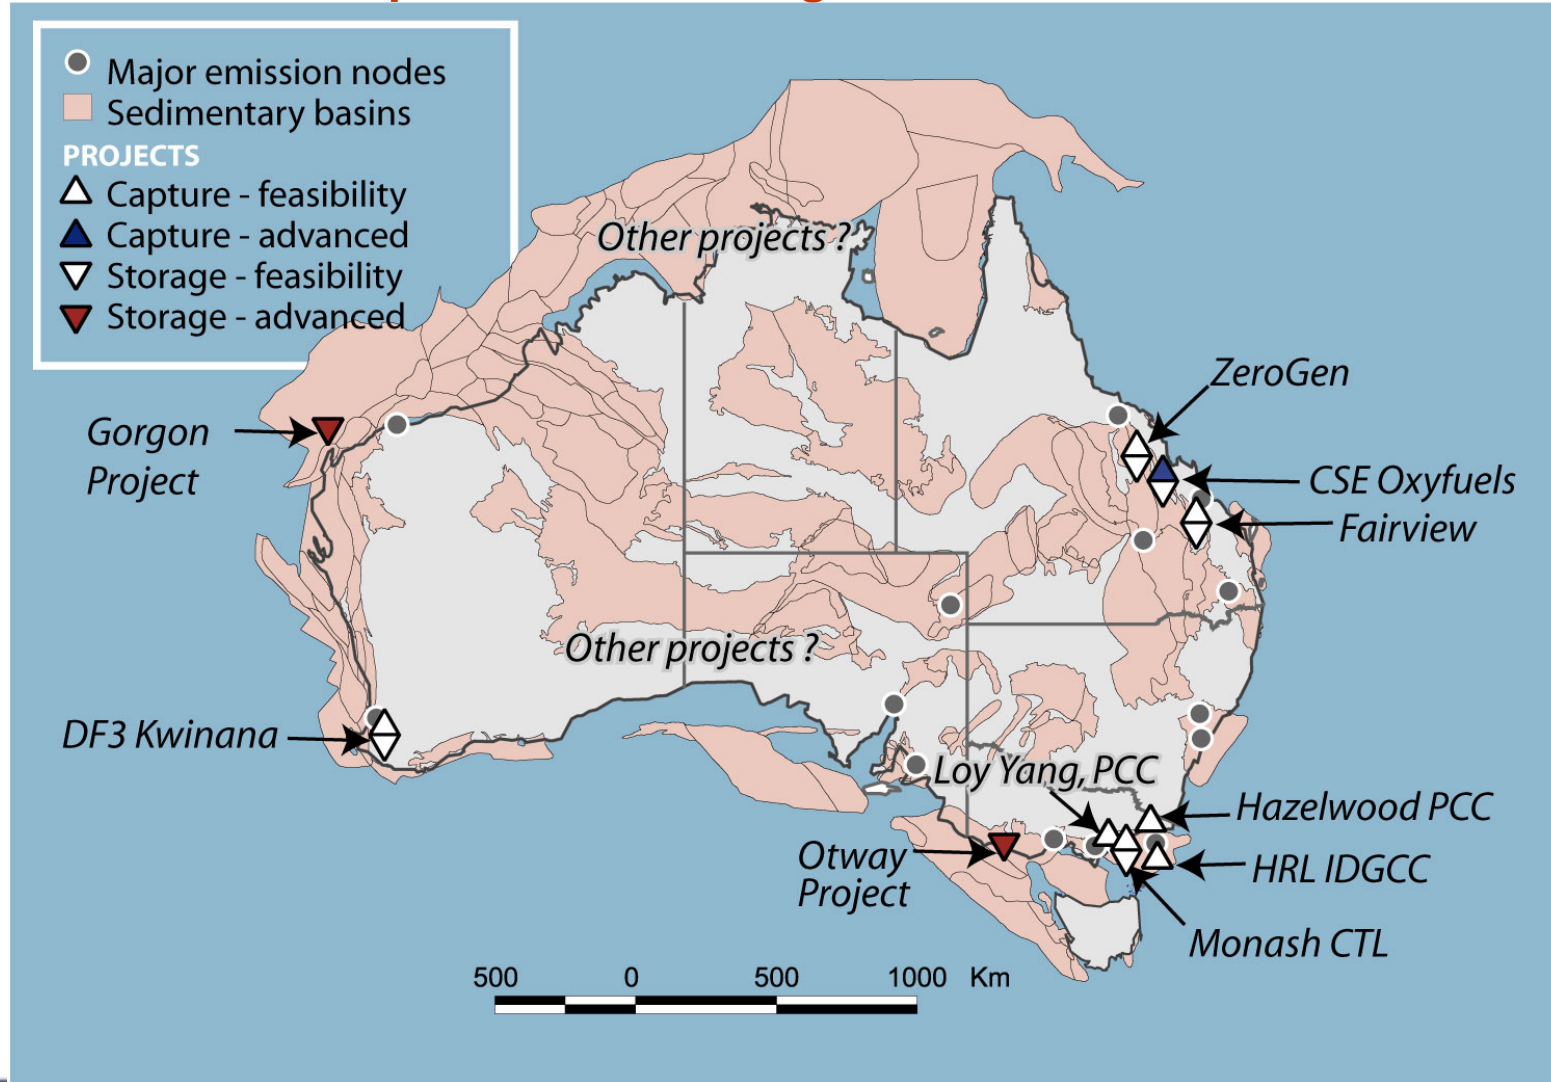 Major emission nodes
Sedimentary basins
PROJECTS
Capture - feasibility
Capture - advanced
Storage - feasibility
Storage - advanced
Other projects ?
ZeroGen
Gorgon
Project
CSE Oxyfuels
Fairview
Other projects ?
DF3 Kwinana
Loy Yang, PCC
Hazelwood PCC
Otway
Project
HRL IDGCC
Monash CTL
500 0 500 1000 Km